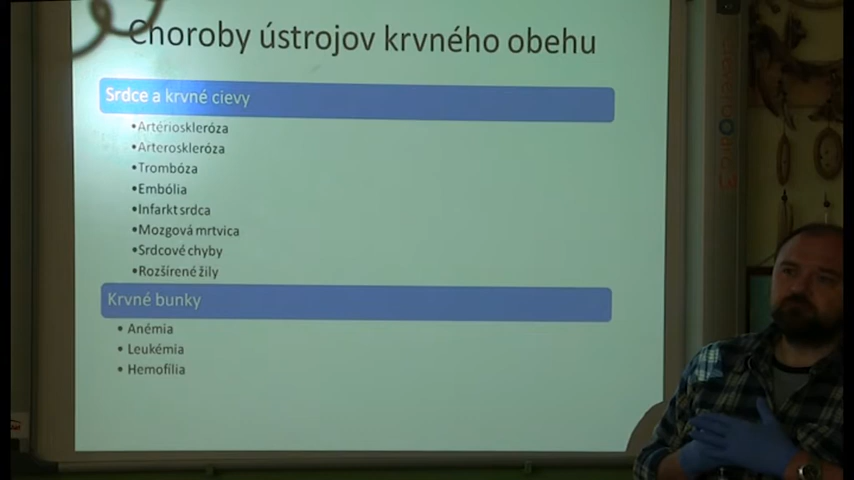 Choroby ústrojov krvného obehu
Srdce a krvné cievy
•Artérioskleróza
•Arteroskleróza
•Trombóza
•Embólia
•Infarkt srdca
•Mozgová mrtvica
•Srdcové chyby
•Rozšírené žily
Krvné bunky
• Anémia
• Leukémia
• Hemofília